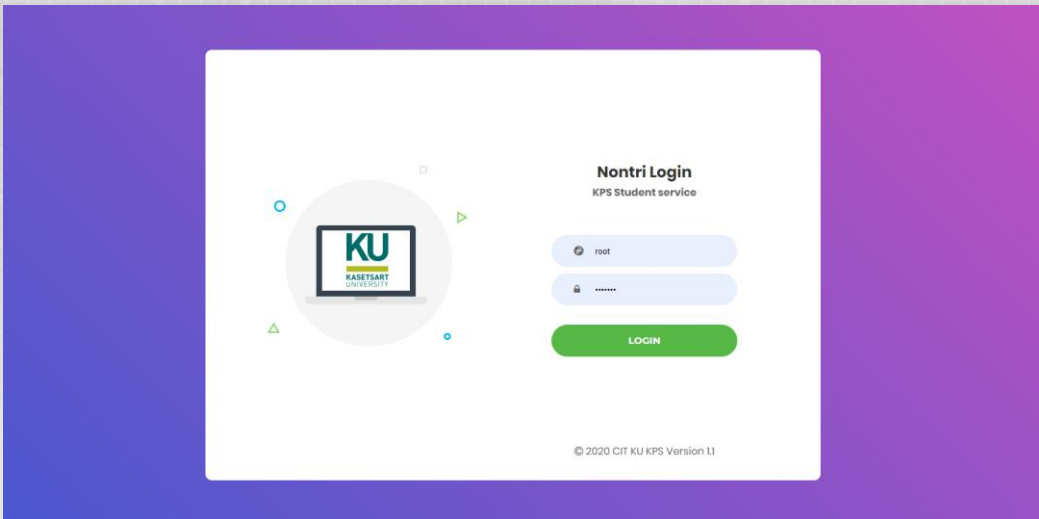 KU
KASETSART
UNIVERSITY
Nontri Login
KPS Student service
root
•••••••
LOGIN
© 2020 CIT KU KPS Version 1.1